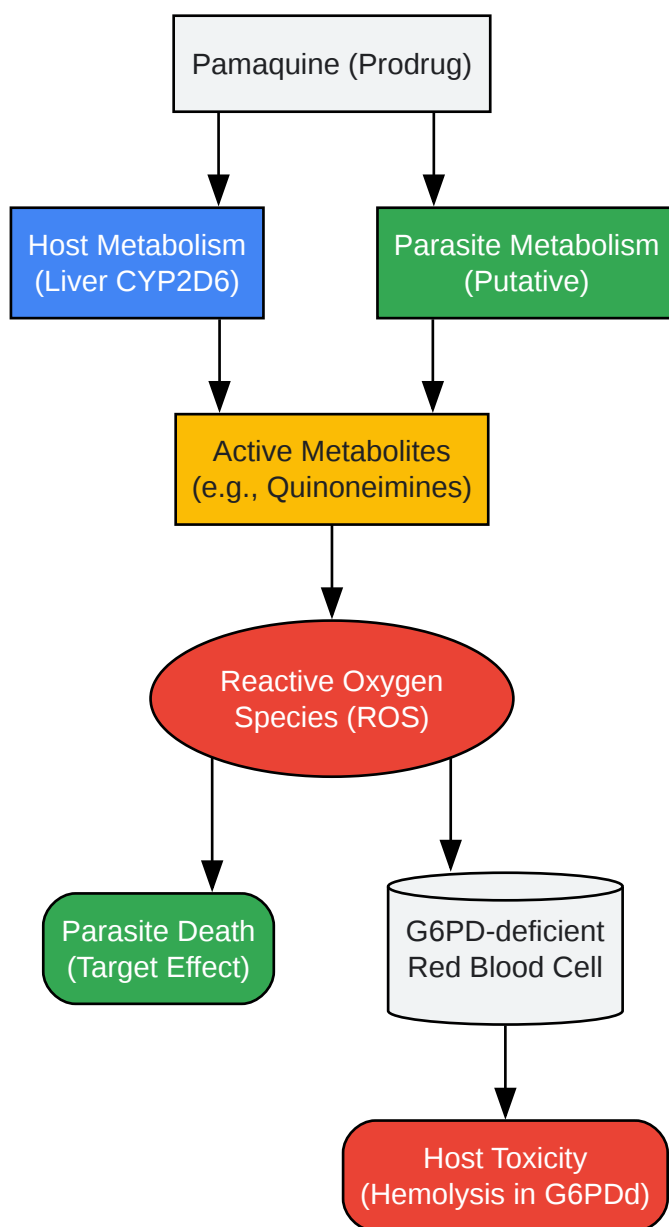 Pamaquine (Prodrug)
Host Metabolism
(Liver CYP2D6)
Parasite Metabolism
(Putative)
Active Metabolites
(e.g., Quinoneimines)
Reactive Oxygen
Species (ROS)
Parasite Death
(Target Effect)
G6PD-deficient
Red Blood Cell
Host Toxicity
(Hemolysis in G6PDd)